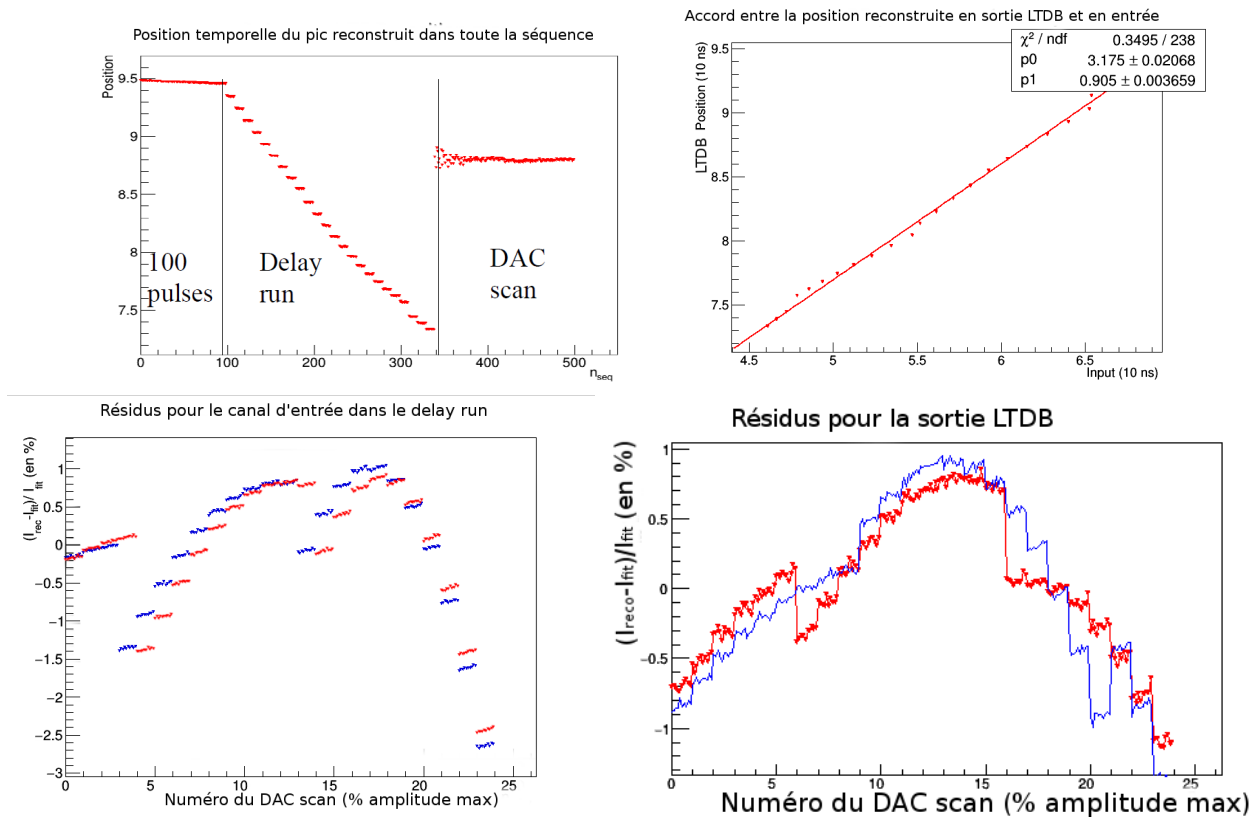 Position temporelle du pic reconstruit dans toute la séquence
Position
9.5
9
8.5
8
7.5
100
pulses
Delay
run
DAC
scan
0
100
200
300
400
500
n_seq
Accord entre la position reconstruite en sortie LTDB et en entrée
χ² / ndf 0.3495 / 238
p0 3.175 ± 0.02068
p1 0.905 ± 0.003659
LTDB Position (10 ns)
9.5
9
8.5
8
7.5
4.5
5
5.5
6
6.5
Input (10 ns)
Résidus pour le canal d'entrée dans le delay run
(I_rec-I_fit)/ I_fit (en %)
1
0.5
0
−0.5
−1
−1.5
−2
−2.5
−3
0
5
10
15
20
25
Numéro du DAC scan (% amplitude max)
Résidus pour la sortie LTDB
(I_reco-I_fit)/I_fit (en %)
1
0.5
0
−0.5
−1
0
5
10
15
20
25
Numéro du DAC scan (% amplitude max)